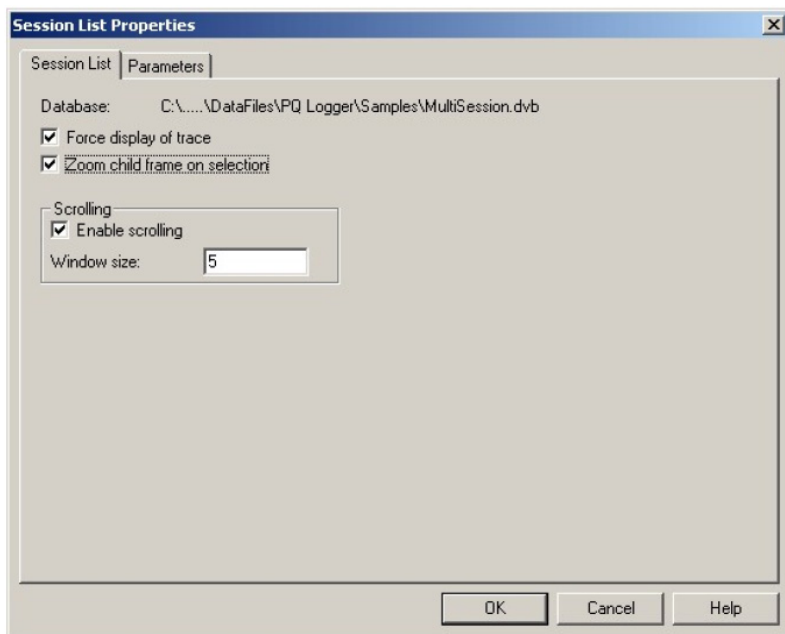 Session List Properties
Session List Parameters
Database: C:\.....\DataFiles\PQ Logger\Samples\MultiSession.dvb
Force display of trace
Zoom child frame on selection
Scrolling
Enable scrolling
Window size: 5
OK Cancel Help